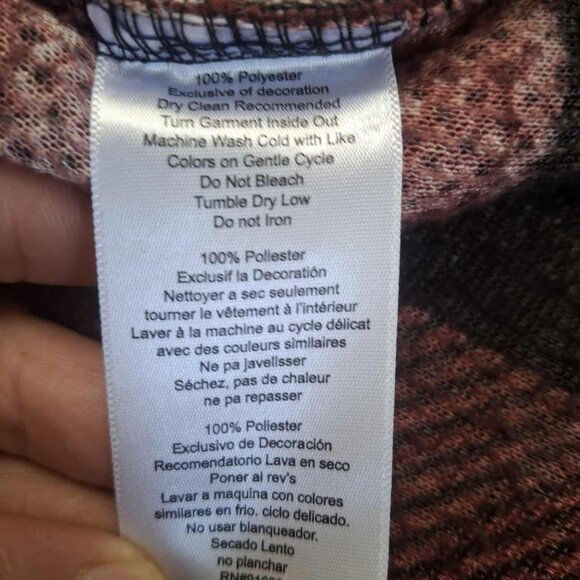 100% Polyester
Exclusive of decoration
Dry Clean Recommended
Turn Garment Inside Out
Machine Wash Cold with Like
Colors on Gentle Cycle
Do Not Bleach
Tumble Dry Low
Do not Iron
100% Poliester
Exclusif la Decoration
Nettoyer a sec seulement
tourner le vêtement à l'intérieur
Laver à la machine au cycle délicat
avec des couleurs similaires
Ne pa javelisser
Séchez, pas de chaleur
ne pa repasser
100% Poliester
Exclusivo de Decoración
Recomendatorio Lava en seco
Poner al rev's
Lavar a maquina con colores
similares en frio. ciclo delicado.
No usar blanqueador.
Secado Lento
no planchar